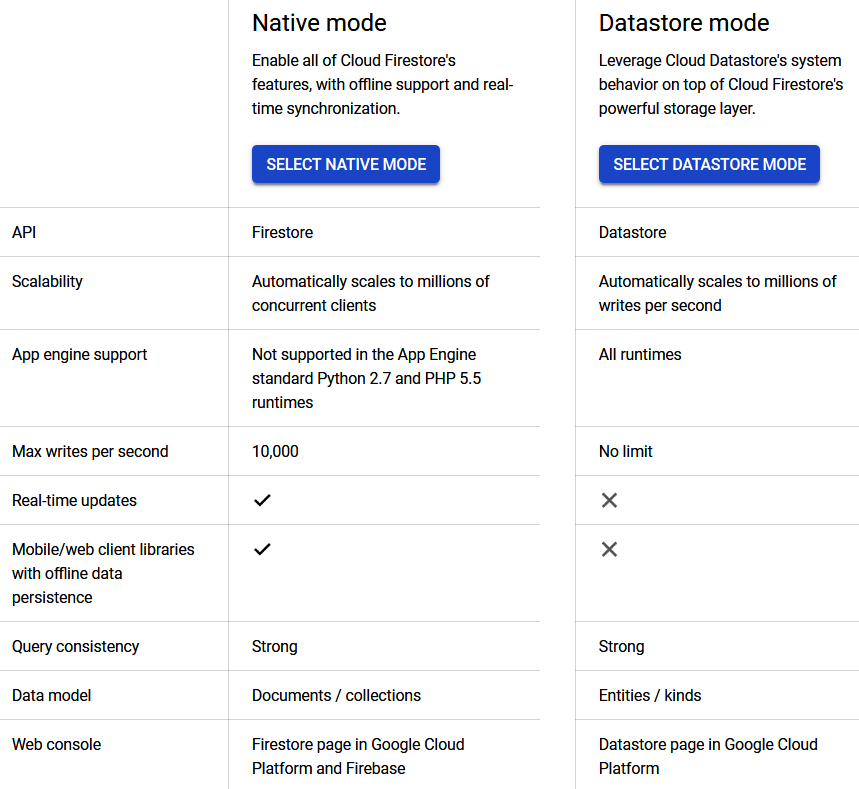 Native mode
Datastore mode
Enable all of Cloud Firestore's
features, with offline support and real-
time synchronization.
Leverage Cloud Datastore's system
behavior on top of Cloud Firestore's
powerful storage layer.
SELECT NATIVE MODE
SELECT DATASTORE MODE
API
Firestore
Datastore
Scalability
Automatically scales to millions of
concurrent clients
Automatically scales to millions of
writes per second
App engine support
Not supported in the App Engine
standard Python 2.7 and PHP 5.5
runtimes
All runtimes
Max writes per second
10,000
No limit
Real-time updates
Mobile/web client libraries
with offline data
persistence
Query consistency
Strong
Strong
Data model
Documents / collections
Entities / kinds
Web console
Firestore page in Google Cloud
Platform and Firebase
Datastore page in Google Cloud
Platform